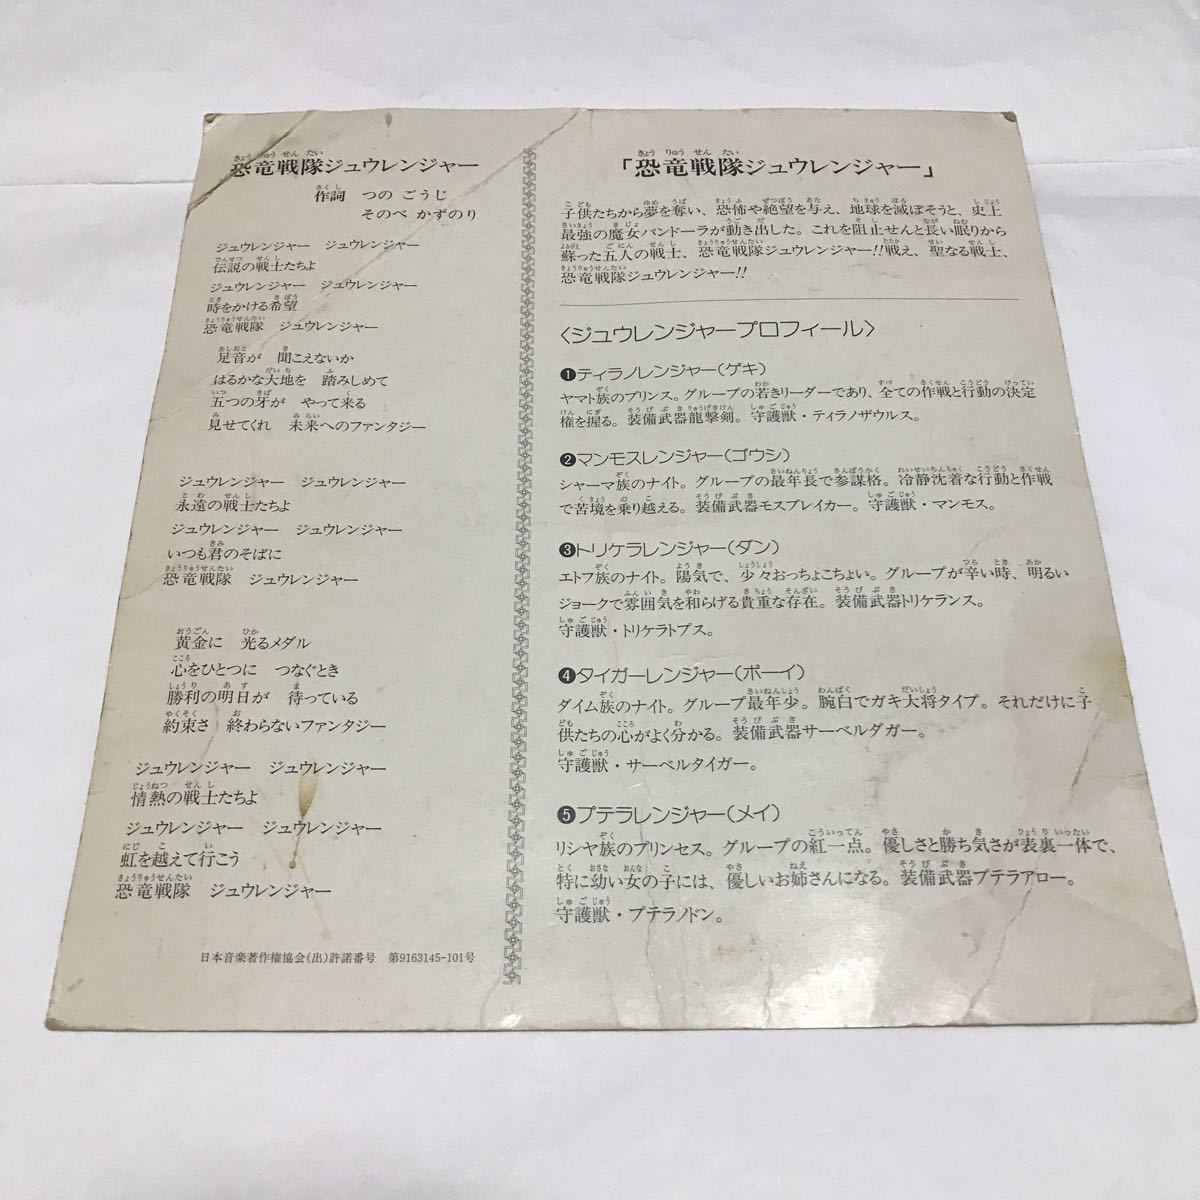 恐竜戦隊ジュウレンジャー
作詞　つの ごうじ
そのべ かずのり
ジュウレンジャー　ジュウレンジャー
伝説の戦士たちよ
ジュウレンジャー　ジュウレンジャー
時をかける希望
恐竜戦隊　ジュウレンジャー
足音が　聞こえないか
はるかな大地を　踏みしめて
五つの牙が　やって来る
見せてくれ　未来へのファンタジー
ジュウレンジャー　ジュウレンジャー
永遠の戦士たちよ
ジュウレンジャー　ジュウレンジャー
いつも君のそばに
恐竜戦隊　ジュウレンジャー
黄金に　光るメダル
心をひとつに　つなぐとき
勝利の明日が　待っている
約束さ　終わらないファンタジー
ジュウレンジャー　ジュウレンジャー
情熱の戦士たちよ
ジュウレンジャー　ジュウレンジャー
虹を越えて行こう
恐竜戦隊　ジュウレンジャー
日本音楽著作権協会(出)許諾番号　第9163145-101号
「恐竜戦隊ジュウレンジャー」
子供たちから夢を奪い、恐怖や絶望を与え、地球を滅ぼそうと、史上
最強の魔女バンドーラが動き出した。これを阻止せんと長い眠りから
蘇った五人の戦士、恐竜戦隊ジュウレンジャー!!戦え、聖なる戦士、
恐竜戦隊ジュウレンジャー!!
〈ジュウレンジャープロフィール〉
❶ティラノレンジャー(ゲキ)
ヤマト族のプリンス。グループの若きリーダーであり、全ての作戦と行動の決定
権を握る。装備武器龍撃剣。守護獣・ティラノザウルス。
❷マンモスレンジャー(ゴウシ)
シャーマ族のナイト。グループの最年長で参謀格。冷静沈着な行動と作戦
で苦境を乗り越える。装備武器モスブレイカー。守護獣・マンモス。
❸トリケラレンジャー(ダン)
エトフ族のナイト。陽気で、少々おっちょこちょい。グループが辛い時、明るい
ジョークで雰囲気を和らげる貴重な存在。装備武器トリケランス。
守護獣・トリケラトプス。
❹タイガーレンジャー(ボーイ)
ダイム族のナイト。グループ最年少。腕白でガキ大将タイプ。それだけに子
供たちの心がよく分かる。装備武器サーベルダガー。
守護獣・サーベルタイガー。
❺プテラレンジャー(メイ)
リシヤ族のプリンセス。グループの紅一点。優しさと勝ち気さが表裏一体で、
特に幼い女の子には、優しいお姉さんになる。装備武器プテラアロー。
守護獣・プテラノドン。